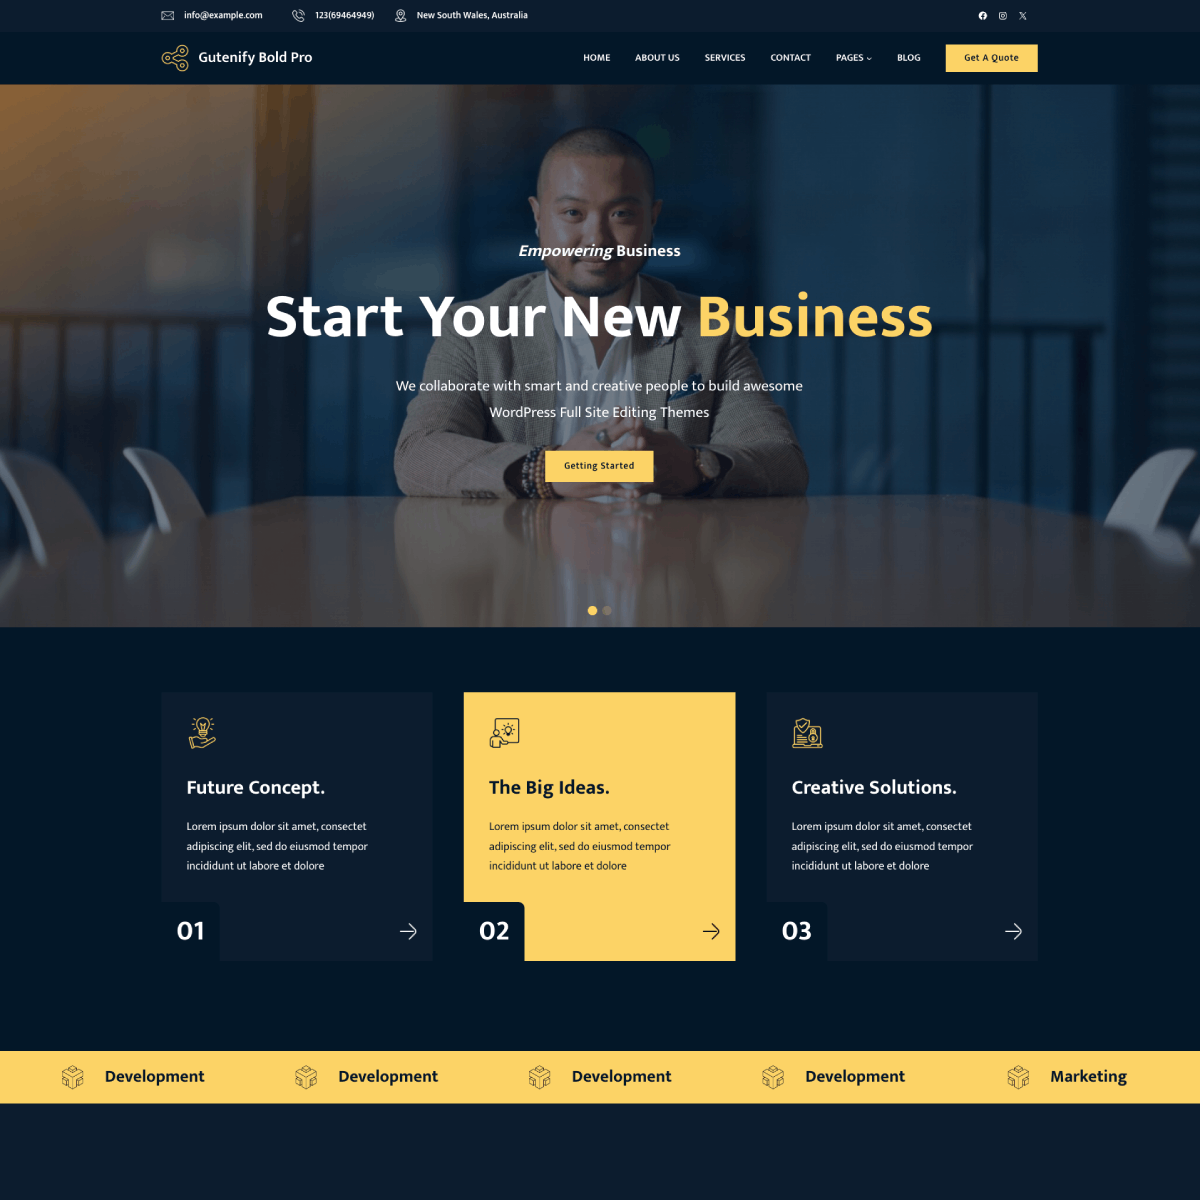 info@example.com 123(69464949) New South Wales, Australia
Gutenify Bold Pro HOME ABOUT US SERVICES CONTACT PAGES BLOG Get A Quote
Empowering Business
Start Your New Business
We collaborate with smart and creative people to build awesome
WordPress Full Site Editing Themes
Getting Started
Future Concept.
Lorem ipsum dolor sit amet, consectet
adipiscing elit, sed do eiusmod tempor
incididunt ut labore et dolore
01
The Big Ideas.
Lorem ipsum dolor sit amet, consectet
adipiscing elit, sed do eiusmod tempor
incididunt ut labore et dolore
02
Creative Solutions.
Lorem ipsum dolor sit amet, consectet
adipiscing elit, sed do eiusmod tempor
incididunt ut labore et dolore
03
Development Development Development Development Marketing